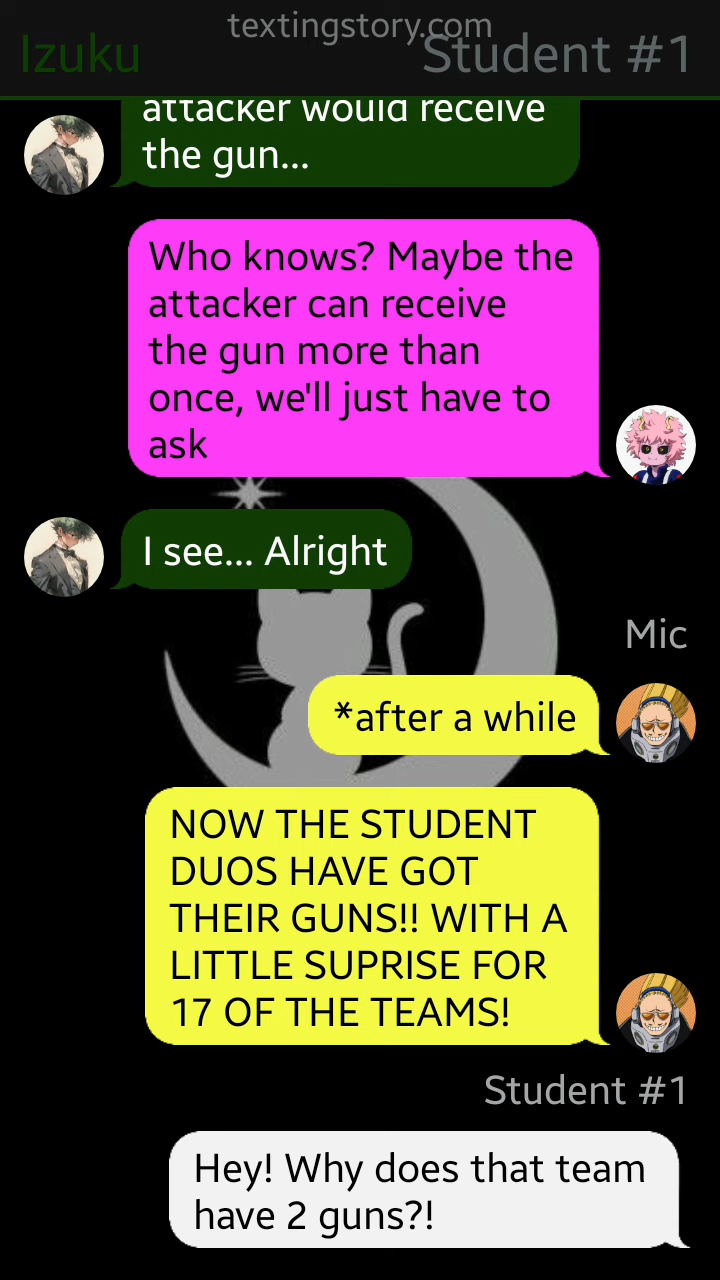 textingstory.com
Izuku
Student #1
attacker would receive
the gun...
Who knows? Maybe the
attacker can receive
the gun more than
once, we'll just have to
ask
I see... Alright
Mic
*after a while
NOW THE STUDENT
DUOS HAVE GOT
THEIR GUNS!! WITH A
LITTLE SUPRISE FOR
17 OF THE TEAMS!
Student #1
Hey! Why does that team
have 2 guns?!